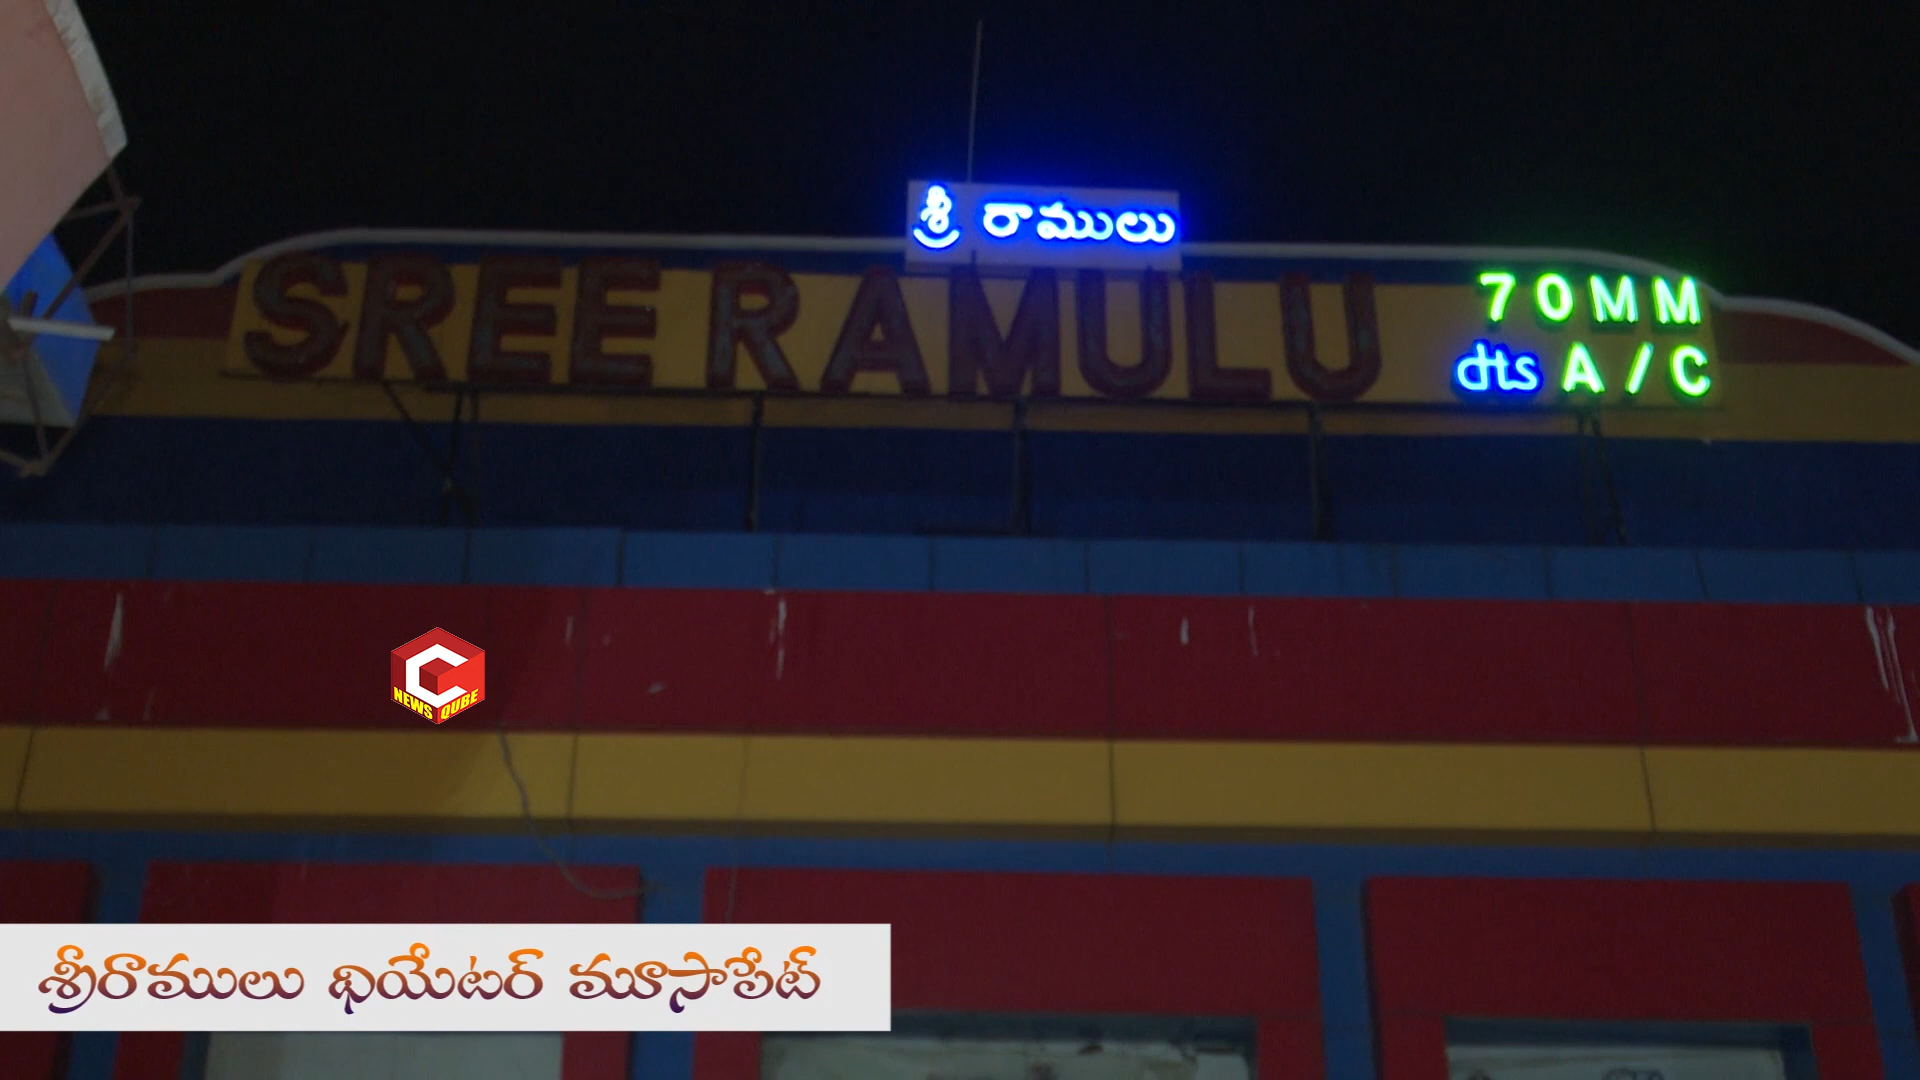 శ్రీ రాములు
SREE RAMULU
70MM
dts A/C
C
NEWS QUBE
శ్రీరాములు థియేటర్ మూసాపేట్